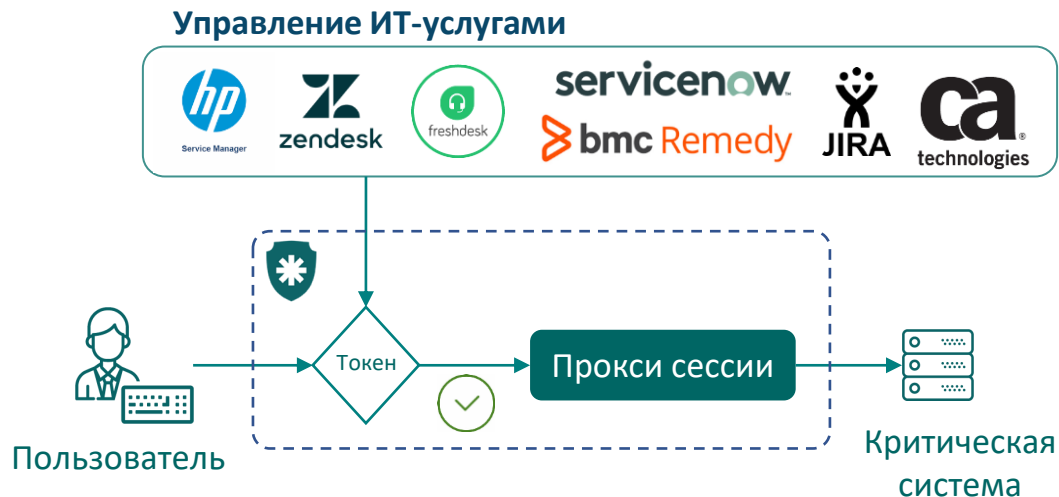 Управление ИТ-услугами
hp
Service Manager
zendesk
freshdesk
servicenow™
bmc Remedy
JIRA
ca®
technologies
Токен
Прокси сессии
Пользователь
Критическая
система